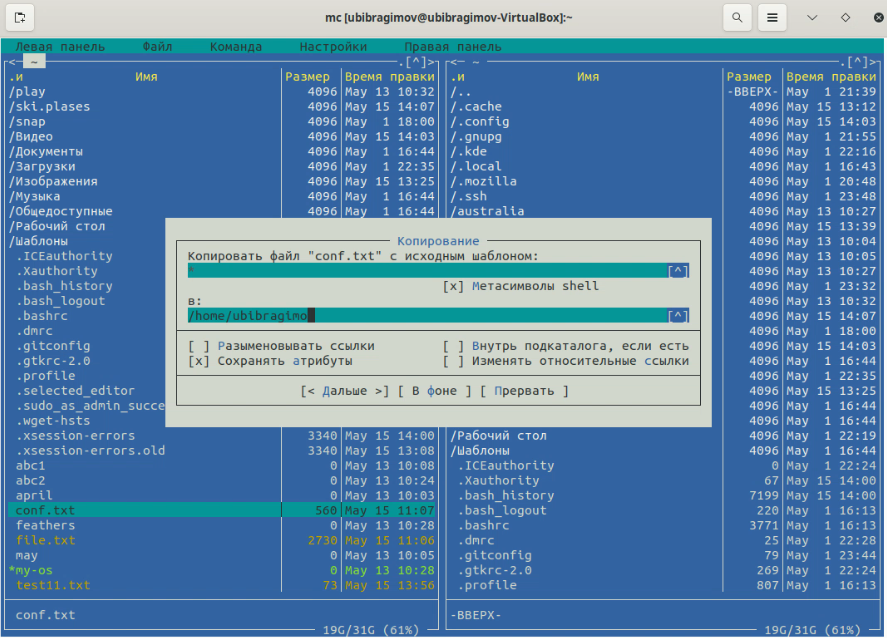 mc [ubibragimov@ubibragimov-VirtualBox]:~
Левая панель Файл Команда Настройки Правая панель
<─ ~ .[^]>
.и Имя Размер Время правки
/play 4096 May 13 10:32
/ski.plases 4096 May 15 14:07
/snap 4096 May 1 18:00
/Видео 4096 May 15 14:03
/Документы 4096 May 1 16:44
/Загрузки 4096 May 1 22:35
/Изображения 4096 May 15 13:25
/Музыка 4096 May 1 16:44
/Общедоступные 4096 May 1 16:44
/Рабочий стол
/Шаблоны
.ICEauthority
.Xauthority
.bash_history
.bash_logout
.bashrc
.dmrc
.gitconfig
.gtkrc-2.0
.profile
.selected_editor
.sudo_as_admin_succe
.wget-hsts
.xsession-errors 3340 May 15 14:00
.xsession-errors.old 3340 May 15 13:08
abc1 0 May 13 10:08
abc2 0 May 13 10:24
april 0 May 13 10:03
conf.txt 560 May 15 11:07
feathers 0 May 13 10:28
file.txt 2730 May 15 11:06
may 0 May 13 10:05
*my-os 0 May 13 10:28
test11.txt 73 May 15 13:56
conf.txt
19G/31G (61%)
<─ ~ .[^]>
.и Имя Размер Время правки
/.. -ВВЕРХ- May 1 21:39
/.cache 4096 May 15 13:12
/.config 4096 May 15 14:03
/.gnupg 4096 May 1 21:55
/.kde 4096 May 1 22:16
/.local 4096 May 1 16:43
/.mozilla 4096 May 1 20:48
/.ssh 4096 May 1 23:48
/australia 4096 May 13 10:27
4096 May 15 13:39
4096 May 13 10:04
4096 May 13 10:05
4096 May 13 10:27
4096 May 1 23:32
4096 May 13 10:32
4096 May 15 14:07
4096 May 1 18:00
4096 May 15 14:03
4096 May 1 16:44
4096 May 1 22:35
4096 May 15 13:25
4096 May 1 16:44
4096 May 1 16:44
/Рабочий стол 4096 May 1 22:19
/Шаблоны 4096 May 1 16:44
.ICEauthority 0 May 1 22:24
.Xauthority 67 May 15 14:00
.bash_history 7199 May 15 14:00
.bash_logout 220 May 1 16:13
.bashrc 3771 May 1 16:13
.dmrc 25 May 1 22:28
.gitconfig 79 May 1 23:44
.gtkrc-2.0 269 May 1 22:24
.profile 807 May 1 16:13
-ВВЕРХ-
19G/31G (61%)
Копирование
Копировать файл "conf.txt" с исходным шаблоном:
* [^]
[x] Метасимволы shell
в:
/home/ubibragimo [^]
[ ] Разыменовывать ссылки [ ] Внутрь подкаталога, если есть
[x] Сохранять атрибуты [ ] Изменять относительные ссылки
[< Дальше >] [ В фоне ] [ Прервать ]